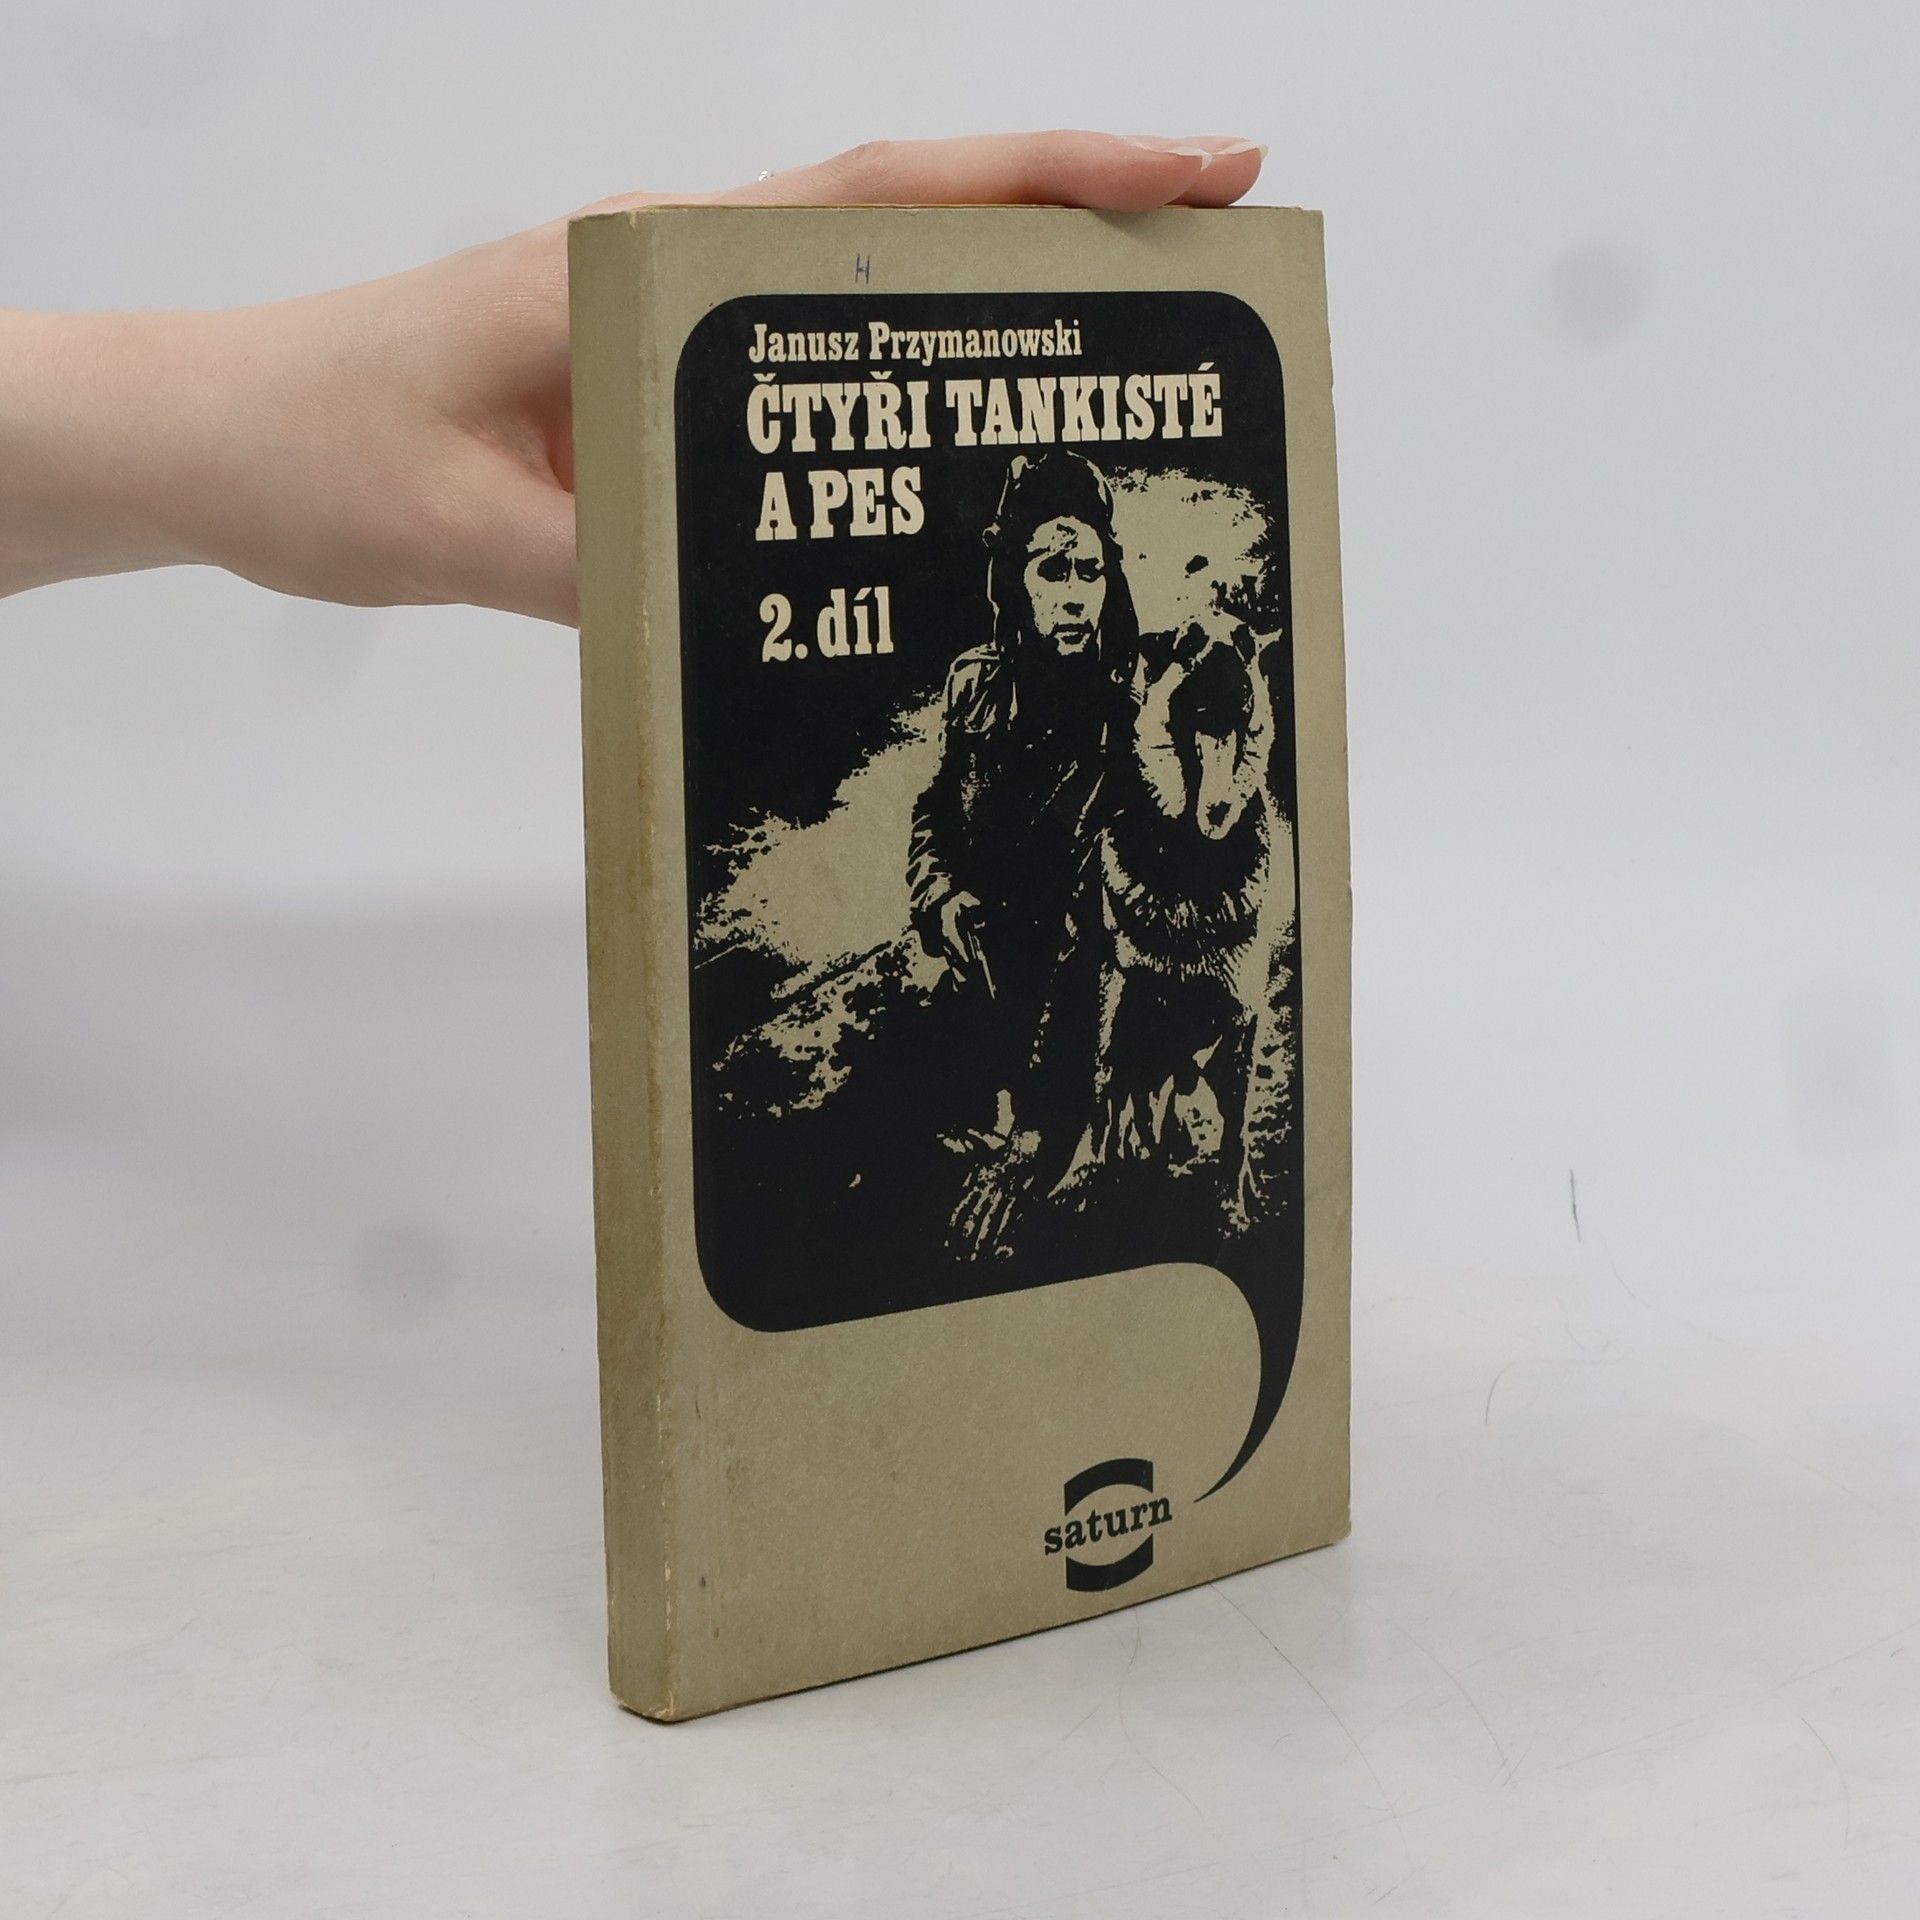 H
Janusz Przymanowski
ČTYŘI TANKISTÉ
A PES
2. díl
saturn